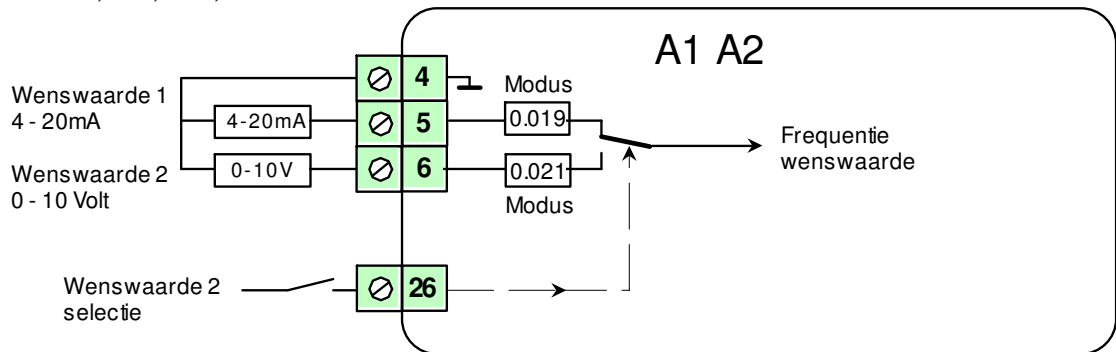 A1 A2
Wenswaarde 1
4 - 20mA
4
Modus
4-20mA
5
0.019
Frequentie
wenswaarde
Wenswaarde 2
0 - 10 Volt
0-10V
6
0.021
Modus
Wenswaarde 2
selectie
26